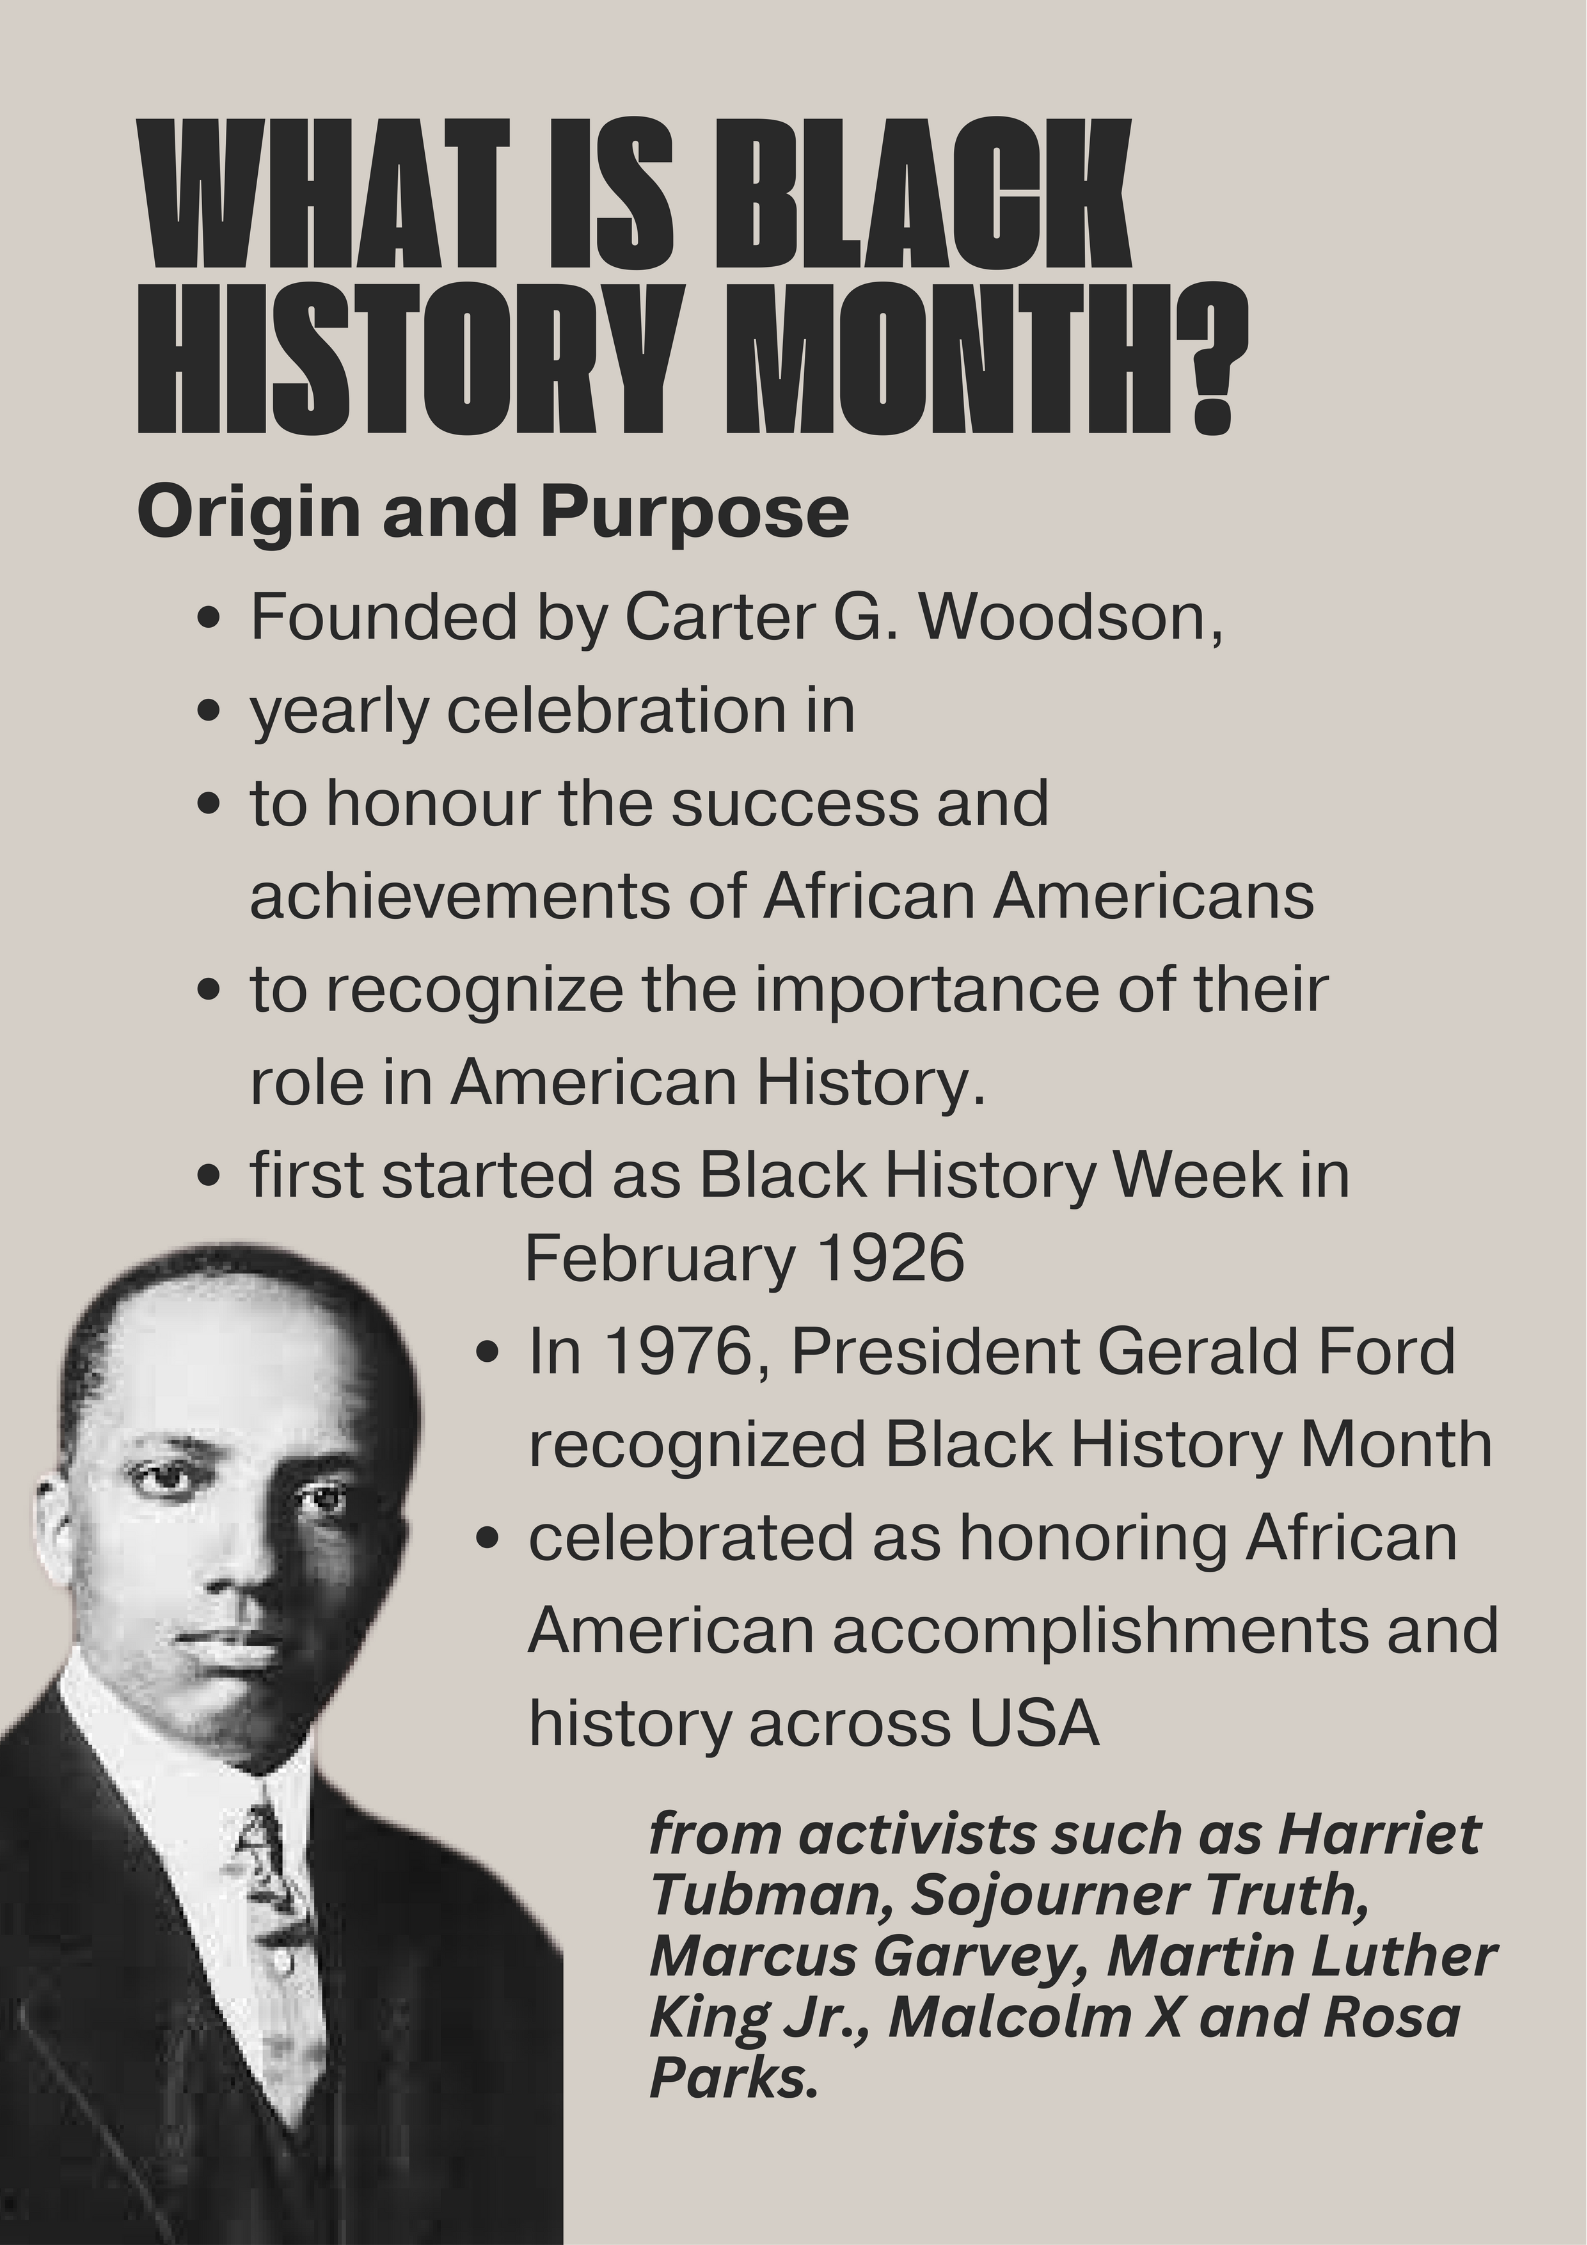 WHAT IS BLACK
HISTORY MONTH?
Origin and Purpose
• Founded by Carter G. Woodson,
• yearly celebration in
• to honour the success and
achievements of African Americans
• to recognize the importance of their
role in American History.
• first started as Black History Week in
February 1926
• In 1976, President Gerald Ford
recognized Black History Month
• celebrated as honoring African
American accomplishments and
history across USA
from activists such as Harriet
Tubman, Sojourner Truth,
Marcus Garvey, Martin Luther
King Jr., Malcolm X and Rosa
Parks.